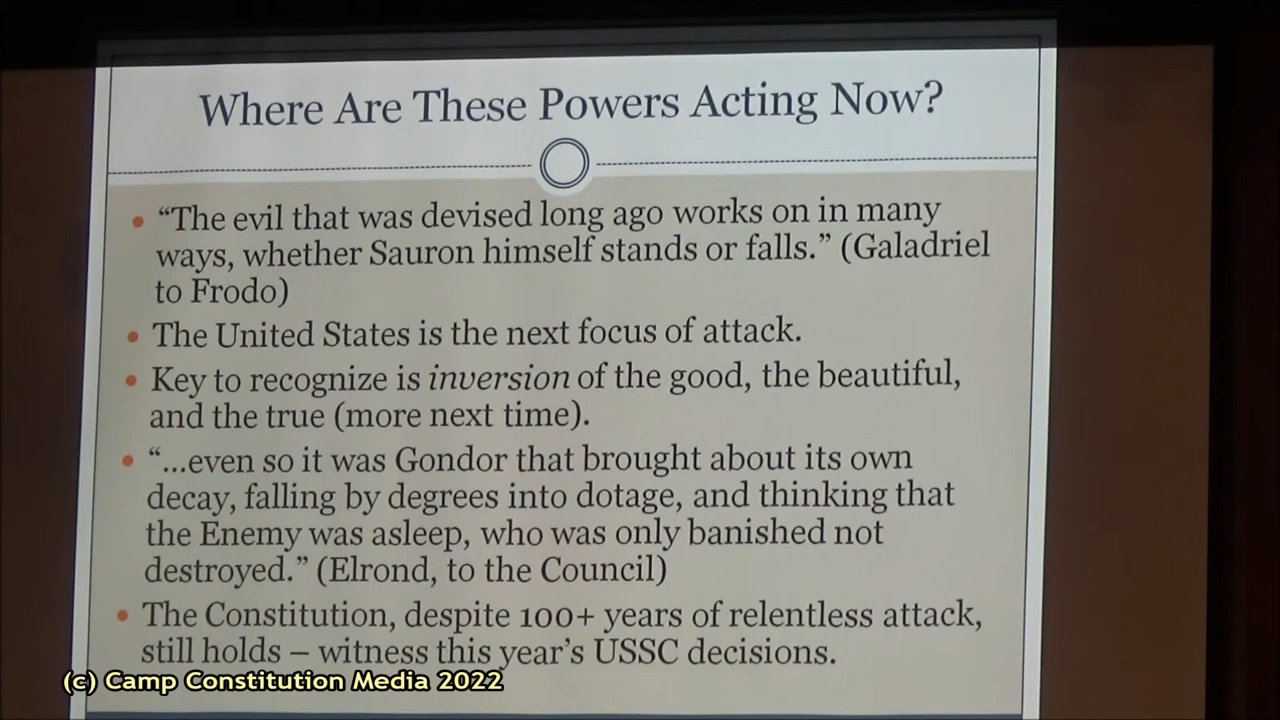 Where Are These Powers Acting Now?
• “The evil that was devised long ago works on in many
ways, whether Sauron himself stands or falls.” (Galadriel
to Frodo)
• The United States is the next focus of attack.
• Key to recognize is inversion of the good, the beautiful,
and the true (more next time).
• “...even so it was Gondor that brought about its own
decay, falling by degrees into dotage, and thinking that
the Enemy was asleep, who was only banished not
destroyed.” (Elrond, to the Council)
• The Constitution, despite 100+ years of relentless attack,
still holds – witness this year’s USSC decisions.
(c) Camp Constitution Media 2022